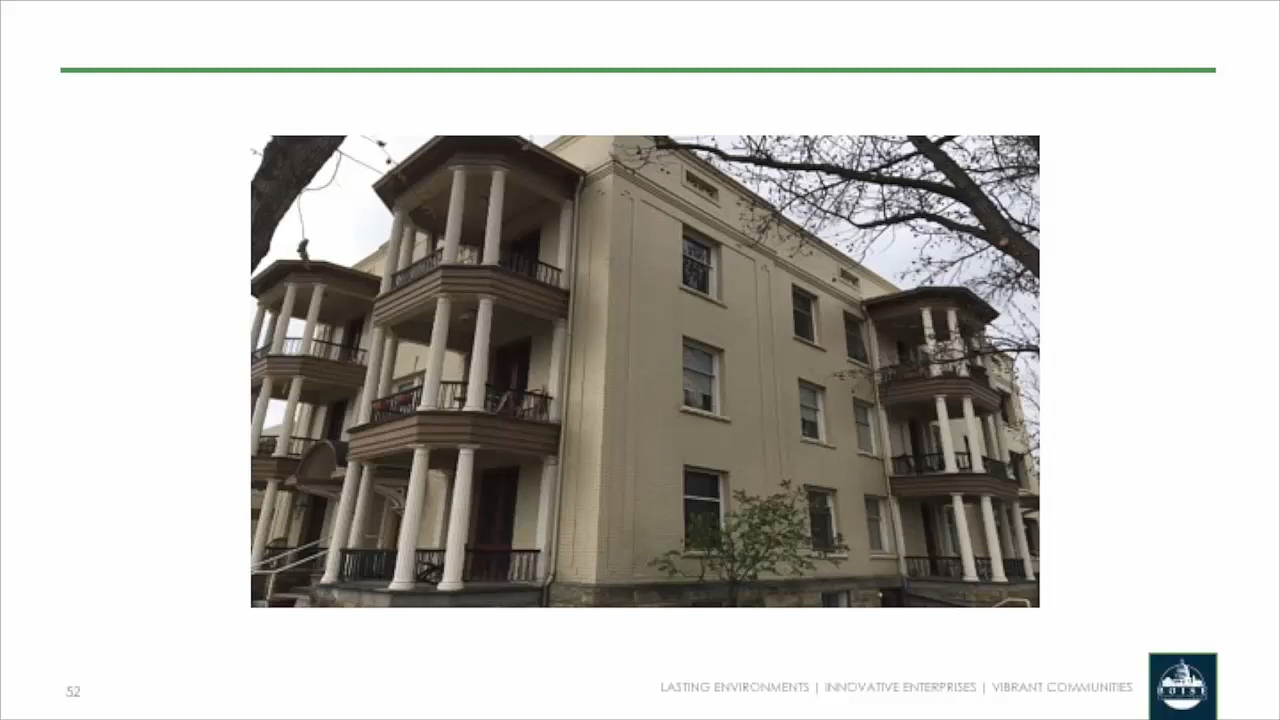 52
LASTING ENVIRONMENTS | INNOVATIVE ENTERPRISES | VIBRANT COMMUNITIES
BOISE